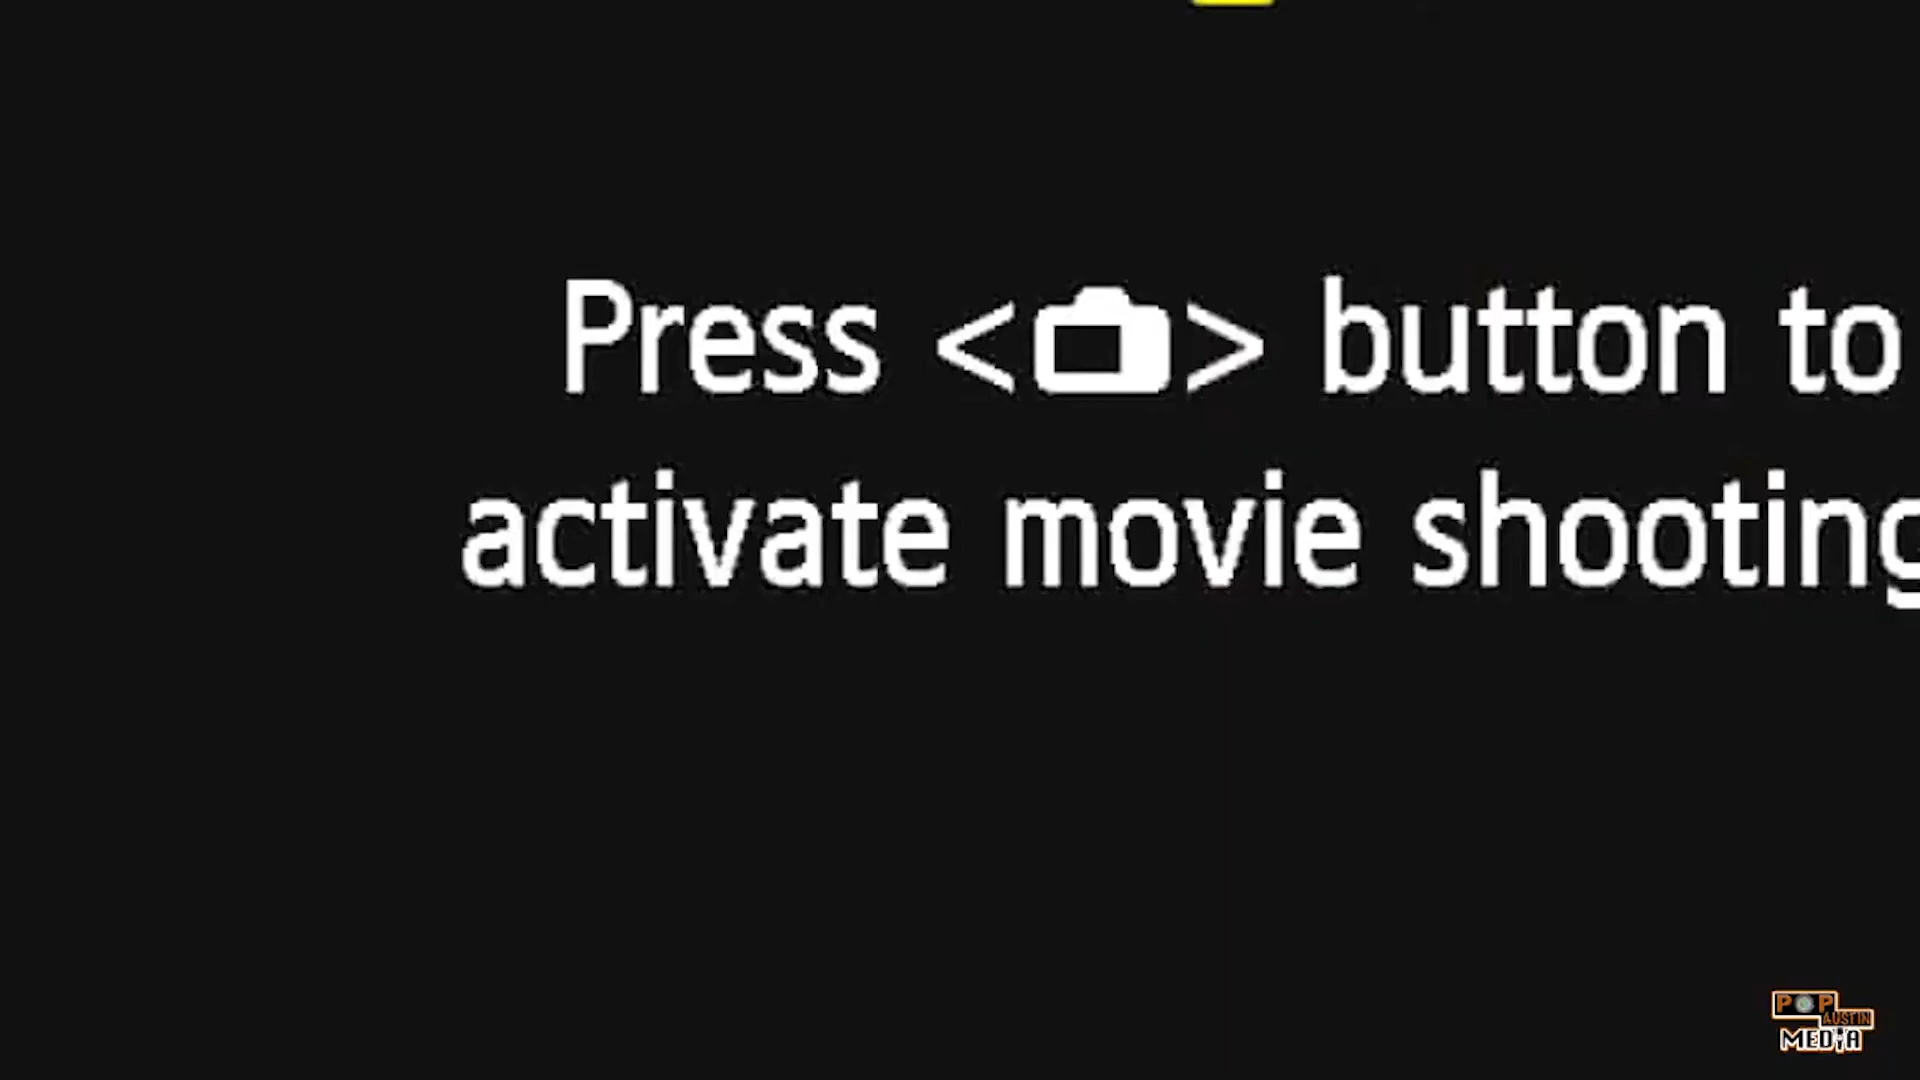 Press <📷> button to
activate movie shooting
POP
AUSTIN
MEDIA